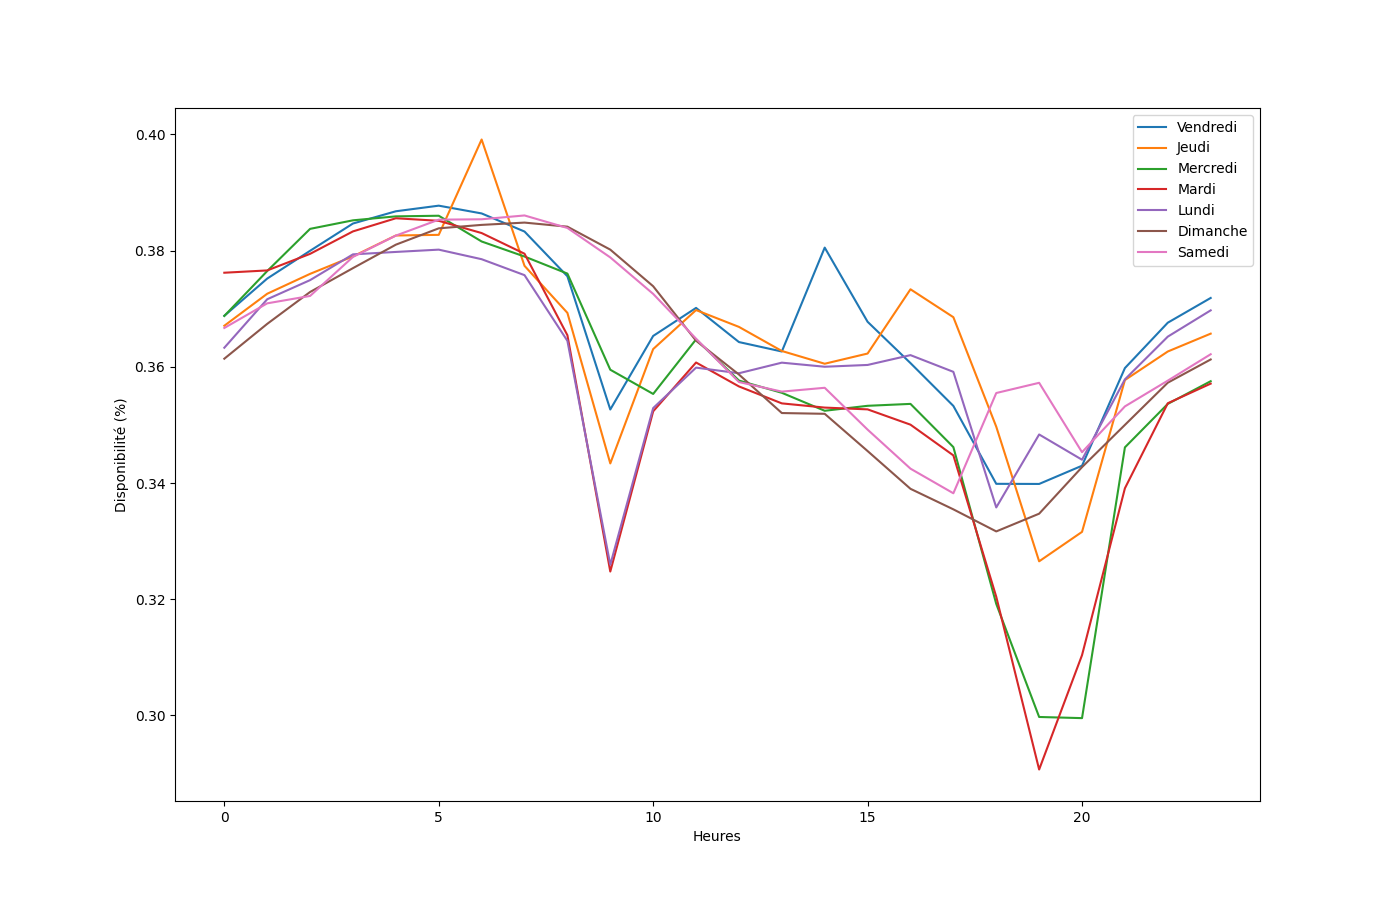 0.40
0.38
0.36
0.34
0.32
0.30
Disponibilité (%)
0 5 10 15 20
Heures
Vendredi
Jeudi
Mercredi
Mardi
Lundi
Dimanche
Samedi